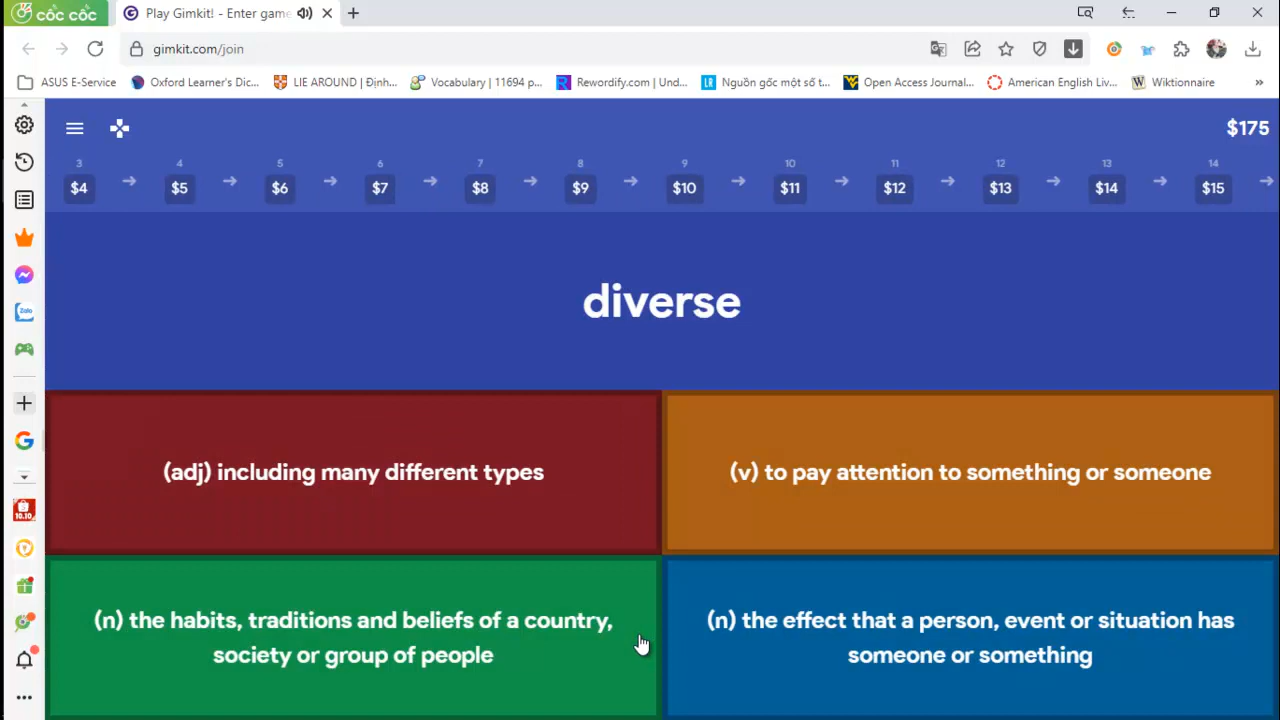 cốc cốc
Play Gimkit! - Enter game
gimkit.com/join
ASUS E-Service
Oxford Learner's Dic...
LIE AROUND | Định...
Vocabulary | 11694 p...
Rewordify.com | Und...
Nguồn gốc một số t...
Open Access Journal...
American English Liv...
Wiktionnaire
$175
3 4 5 6 7 8 9 10 11 12 13 14
$4 $5 $6 $7 $8 $9 $10 $11 $12 $13 $14 $15
diverse
(adj) including many different types
(v) to pay attention to something or someone
(n) the habits, traditions and beliefs of a country,
society or group of people
(n) the effect that a person, event or situation has
someone or something
Zalo
10.10